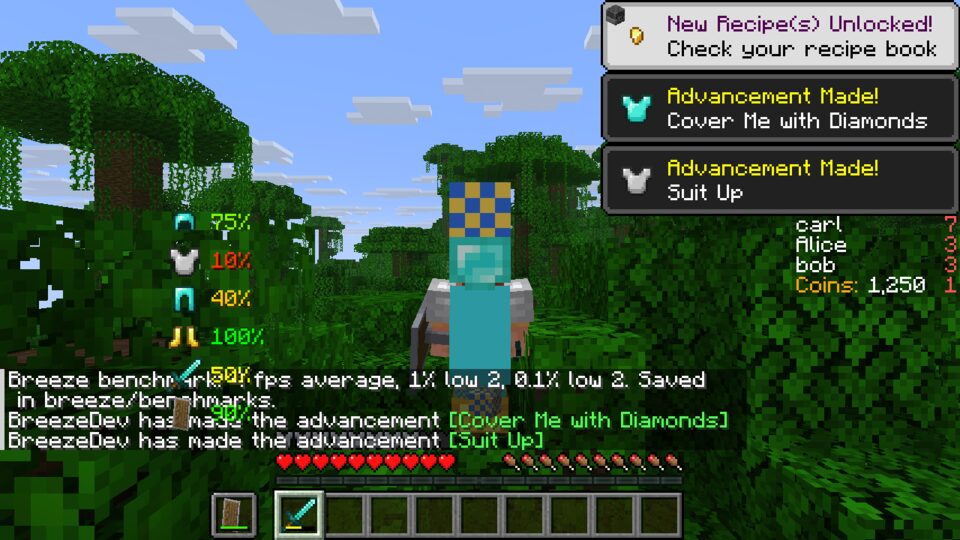 New Recipe(s) Unlocked!
Check your recipe book
Advancement Made!
Cover Me with Diamonds
Advancement Made!
Suit Up
carl 7
Alice 3
bob 3
Coins: 1,250 1
75%
10%
40%
100%
50%
90%
Breeze benchmark: fps average, 1% low 2, 0.1% low 2. Saved
in breeze/benchmarks.
BreezeDev has made the advancement [Cover Me with Diamonds]
BreezeDev has made the advancement [Suit Up]